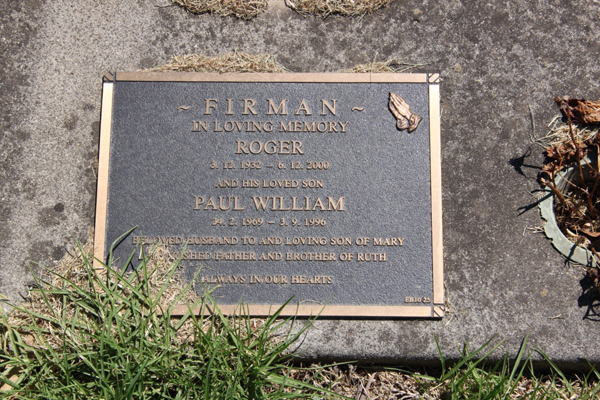 ~ FIRMAN ~
IN LOVING MEMORY
ROGER
3. 12. 1932 – 6. 12. 2000
AND HIS LOVED SON
PAUL WILLIAM
2. 1969 – 3. 9. 1996
BELOVED HUSBAND TO AND LOVING SON OF MARY
FATHER AND BROTHER OF RUTH
ALWAYS IN OUR HEARTS